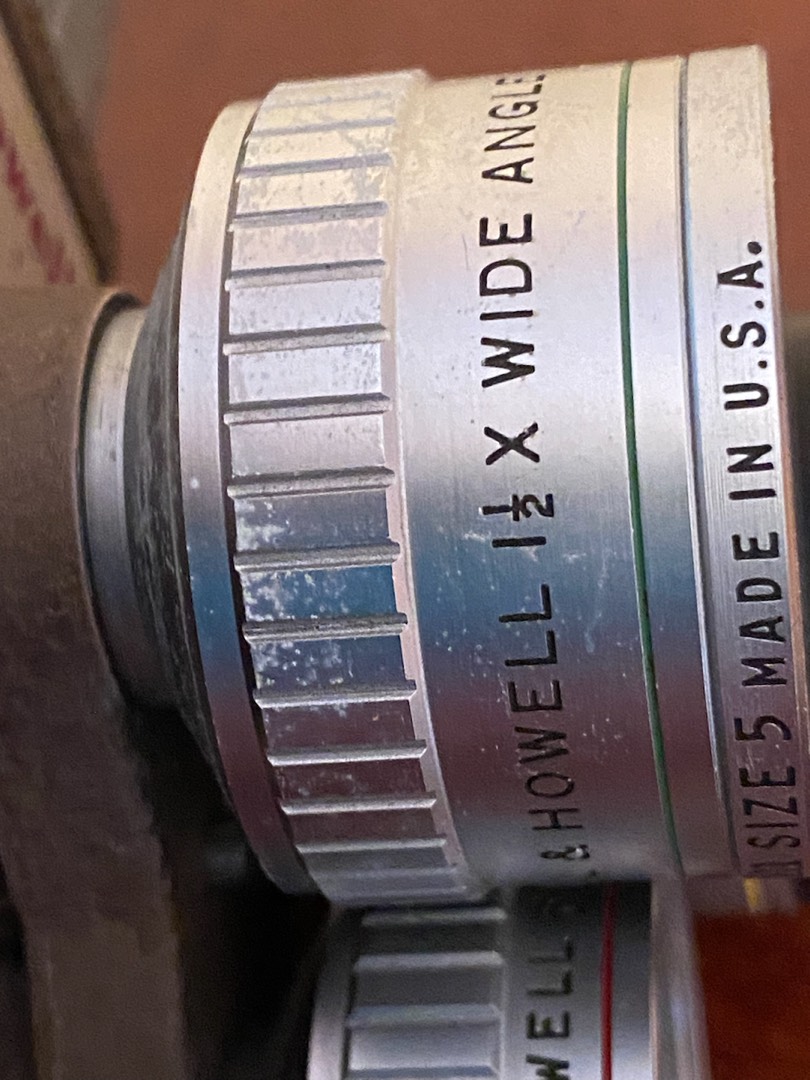 & HOWELL 1½ X WIDE ANGLE
SIZE 5 MADE IN U.S.A.
WELL